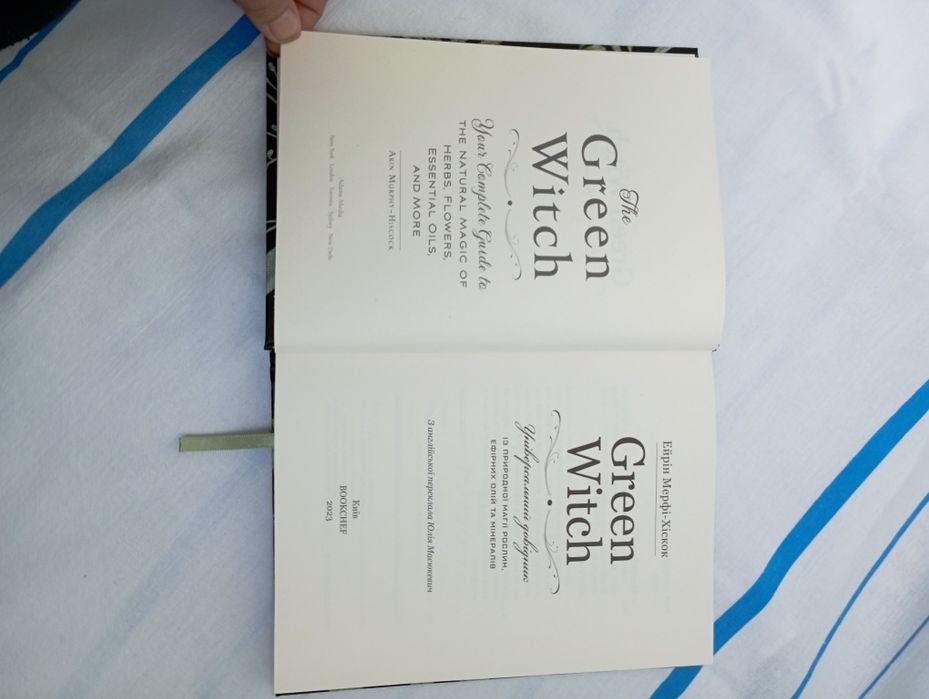 The
Green
Witch
Your Complete Guide to
THE NATURAL MAGIC OF
HERBS, FLOWERS,
ESSENTIAL OILS,
AND MORE
ARIN MURPHY-HISCOCK
Adams Media
New York London Toronto Sydney New Delhi
Ейрін Мерфі-Хіскок
Green
Witch
Універсальний довідник
ІЗ ПРИРОДНОЇ МАГІЇ РОСЛИН,
ЕФІРНИХ ОЛІЙ ТА МІНЕРАЛІВ
З англійської переклала Юлія Масюкевич
Київ
BOOKCHEF
2023